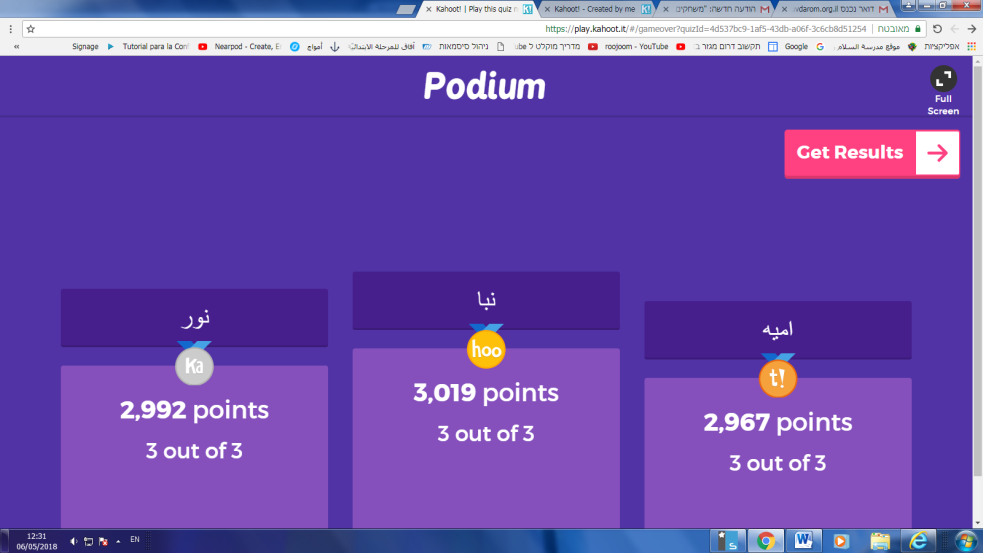 Kahoot! | Play this quiz n
Kahoot! - Created by me
הודעה חדשה: "משחקים
דואר נכנס
vdarom.org.il
https://play.kahoot.it/#/gameover?quizId=4d537bc9-1af5-43db-a06f-3c6cb8d51254
מאובטח
Signage
Tutorial para la Conf
Nearpod - Create, E
أمواج
آفاق للمرحلة الابتدائي
ניהול סיסמאות
מדריך מוקלט ל ube
roojoom - YouTube
תקשוב דרום מגזר ב
Google
موقع مدرسة السلام
אפליקציות
Podium
Full
Screen
Get Results
نور
نبا
اميه
Ka
hoo
t!
2,992 points
3 out of 3
3,019 points
3 out of 3
2,967 points
3 out of 3
12:31
06/05/2018
EN